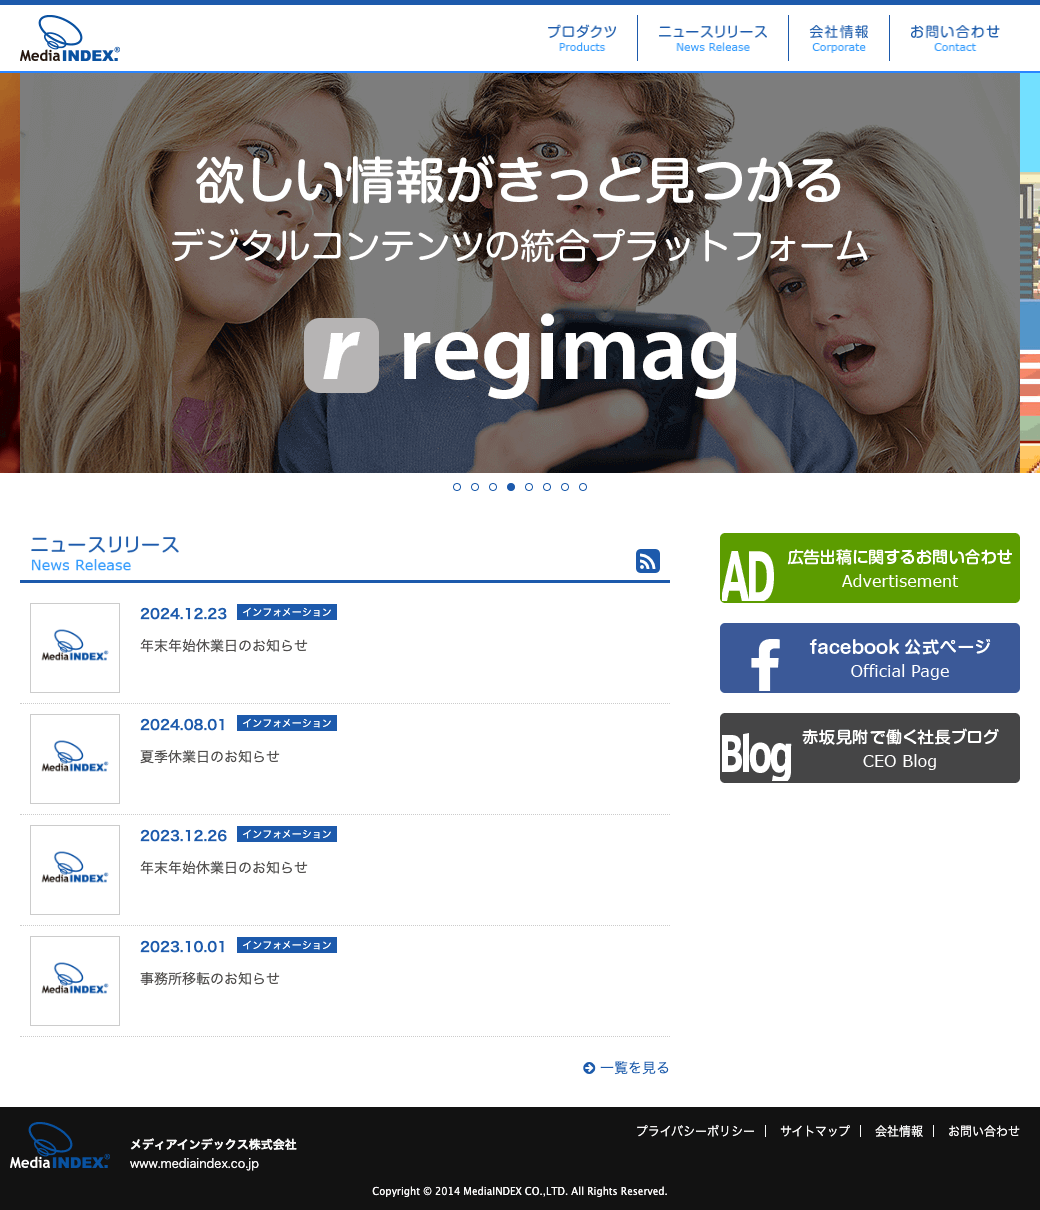 MediaINDEX®
プロダクツ
Products
ニュースリリース
News Release
会社情報
Corporate
お問い合わせ
Contact
欲しい情報がきっと見つかる
デジタルコンテンツの統合プラットフォーム
r regimag
ニュースリリース
News Release
MediaINDEX®
2024.12.23 インフォメーション
年末年始休業日のお知らせ
MediaINDEX®
2024.08.01 インフォメーション
夏季休業日のお知らせ
MediaINDEX®
2023.12.26 インフォメーション
年末年始休業日のお知らせ
MediaINDEX®
2023.10.01 インフォメーション
事務所移転のお知らせ
一覧を見る
AD 広告出稿に関するお問い合わせ
Advertisement
f facebook 公式ページ
Official Page
Blog 赤坂見附で働く社長ブログ
CEO Blog
MediaINDEX®
メディアインデックス株式会社
www.mediaindex.co.jp
プライバシーポリシー | サイトマップ | 会社情報 | お問い合わせ
Copyright © 2014 MediaINDEX CO.,LTD. All Rights Reserved.